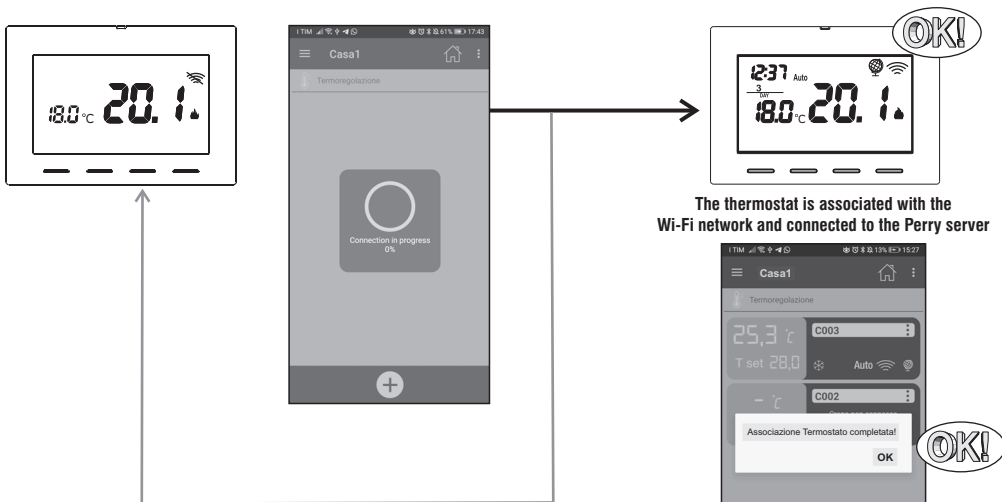 18.0 °C 20.1
I TIM 61% 17:43
Casa1
Termoregolazione
Connection in progress
0%
OK!
12:37 Auto
3
DAY
18.0 °C 20.1
The thermostat is associated with the
Wi-Fi network and connected to the Perry server
I TIM 13% 15:27
Casa1
Termoregolazione
25,3 °C
C003
T set 28,0
Auto
- °C
C002
Associazione Termostato completata!
OK
OK!